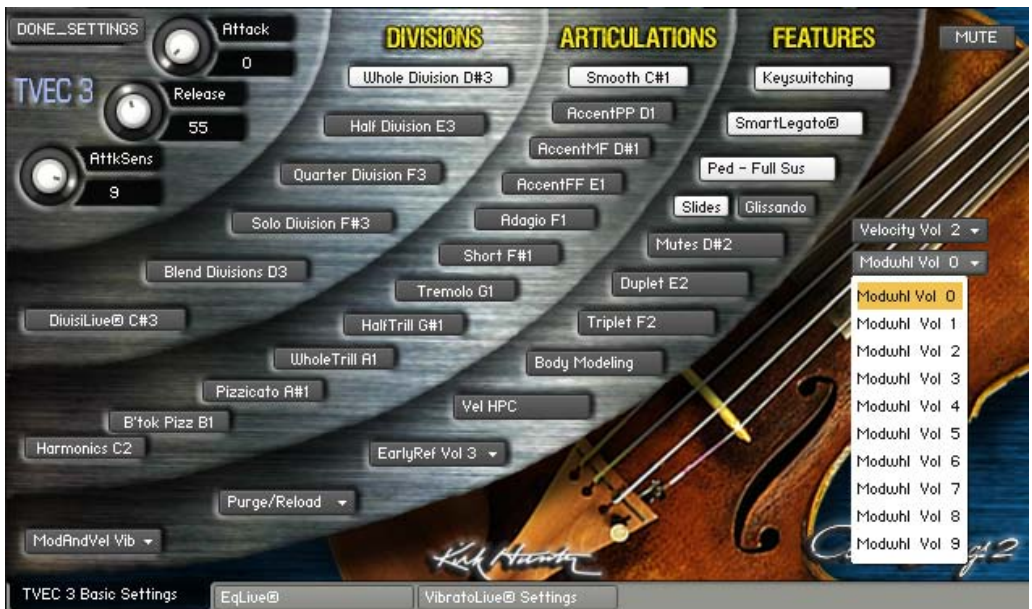 DONE_SETTINGS
Attack
0
TVEC 3
Release
55
AttkSens
9
DIVISIONS
Whole Division D#3
Half Division E3
Quarter Division F3
Solo Division F#3
Blend Divisions D3
DivisiLive® C#3
ARTICULATIONS
Smooth C#1
AccentPP D1
AccentMF D#1
AccentFF E1
Adagio F1
Short F#1
Tremolo G1
HalfTrill G#1
WholeTrill A1
Pizzicato A#1
B'tok Pizz B1
Harmonics C2
FEATURES
Keyswitching
SmartLegato®
Ped - Full Sus
Slides
Glissando
Mutes D#2
Duplet E2
Triplet F2
Body Modeling
Vel HPC
EarlyRef Vol 3
Purge/Reload
ModAndVel Vib
MUTE
Velocity Vol 2
Modwhl Vol 0
Modwhl Vol 0
Modwhl Vol 1
Modwhl Vol 2
Modwhl Vol 3
Modwhl Vol 4
Modwhl Vol 5
Modwhl Vol 6
Modwhl Vol 7
Modwhl Vol 8
Modwhl Vol 9
Kirk Hunter
2
TVEC 3 Basic Settings
EqLive®
VibratoLive® Settings